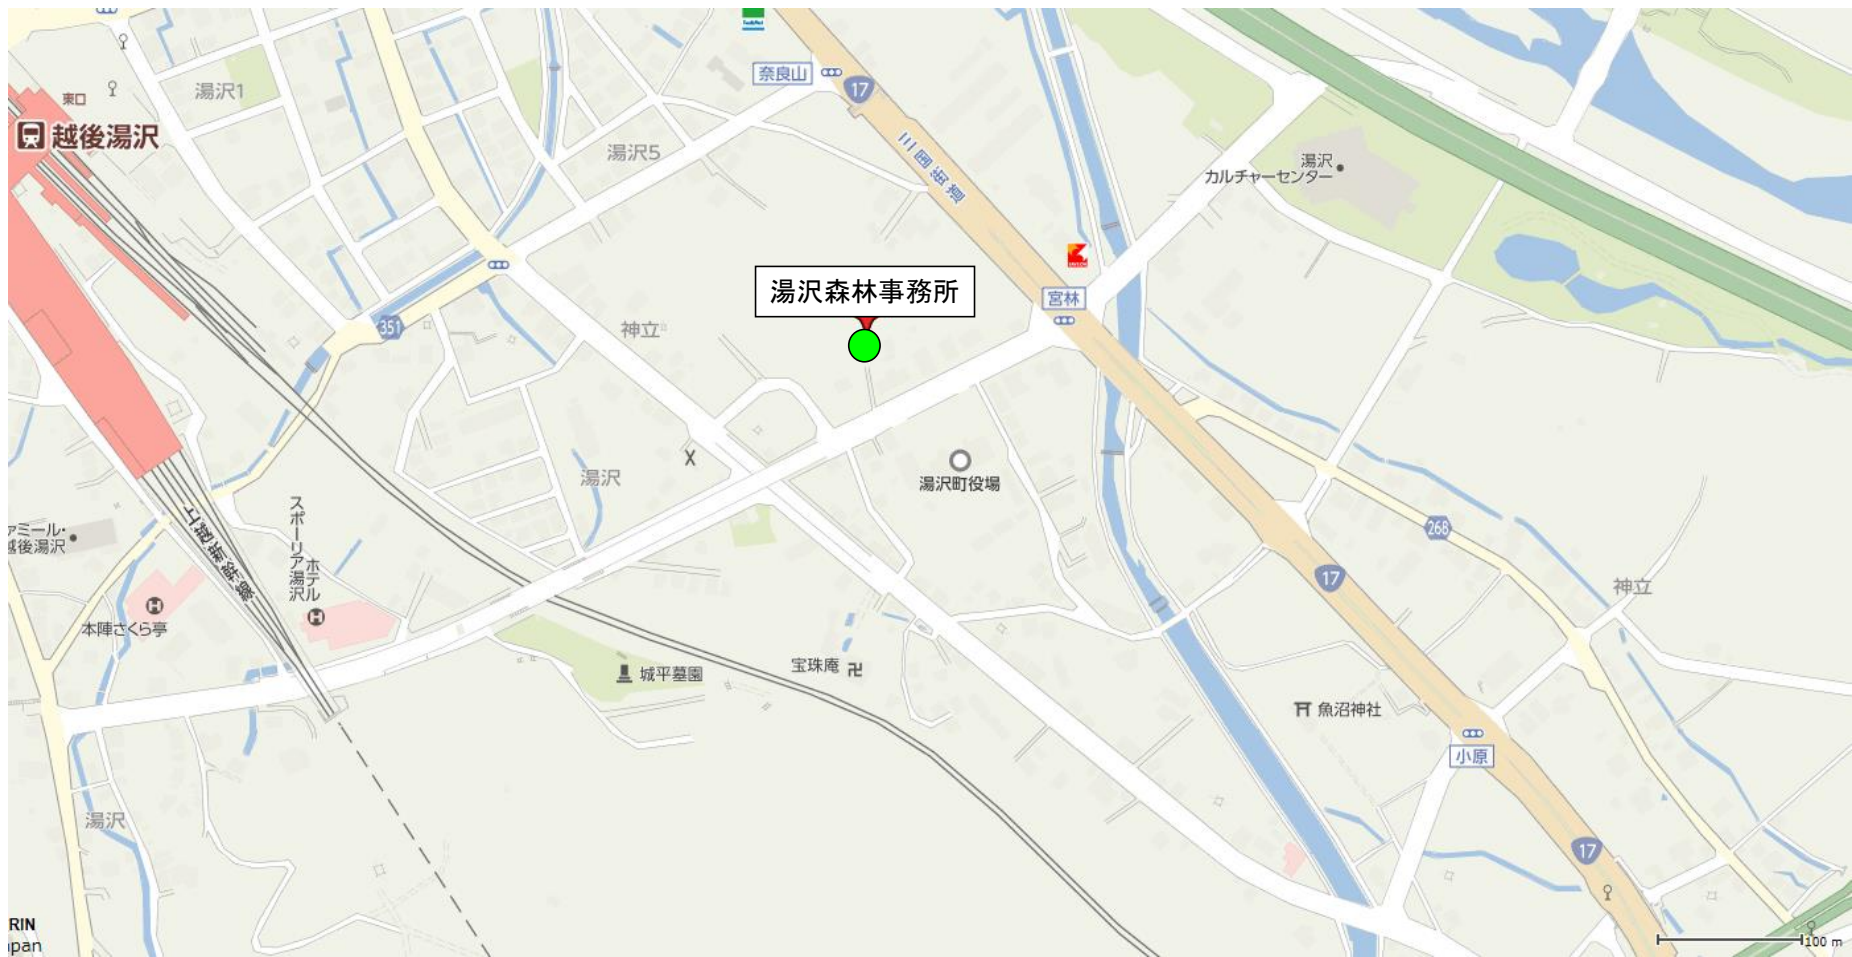 FamilyMart
奈良山
17
湯沢1
東口
越後湯沢
湯沢5
三国街道
湯沢
カルチャーセンター
湯沢森林事務所
宮林
351
神立
湯沢
湯沢町役場
268
17
神立
上越新幹線
スポーリア湯沢
ホテル
ァミール・
越後湯沢
本陣さくら亭
城平墓園
宝珠庵
魚沼神社
小原
湯沢
17
RIN
apan
100 m